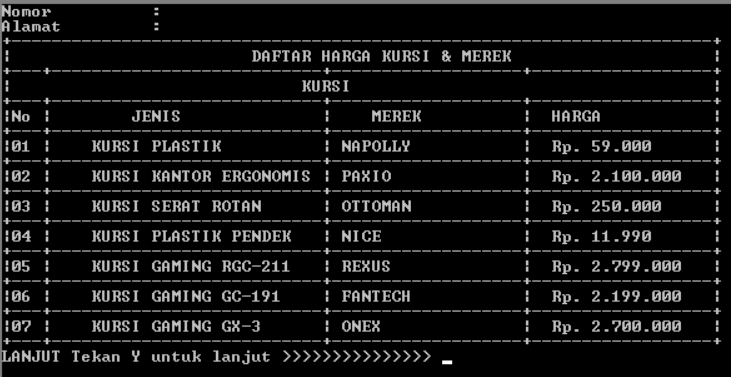 Nomor :
Alamat :
DAFTAR HARGA KURSI & MEREK
KURSI
No JENIS MEREK HARGA
01 KURSI PLASTIK NAPOLLY Rp. 59.000
02 KURSI KANTOR ERGONOMIS PAXIO Rp. 2.100.000
03 KURSI SERAT ROTAN OTTOMAN Rp. 250.000
04 KURSI PLASTIK PENDEK NICE Rp. 11.990
05 KURSI GAMING RGC-211 REXUS Rp. 2.799.000
06 KURSI GAMING GC-191 FANTECH Rp. 2.199.000
07 KURSI GAMING GX-3 ONEX Rp. 2.700.000
LANJUT Tekan Y untuk lanjut >>>>>>>>>>>>>>> _